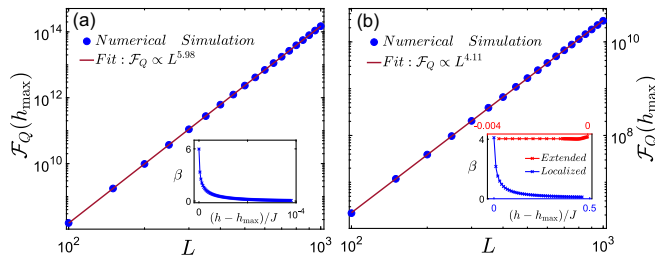 (a)
Numerical Simulation
Fit : F_Q ∝ L^5.98
F_Q(h_max)
10^14
10^12
10^10
6
β
0
0
10^-4
(h − h_max)/J
10^2
L
10^3
(b)
Numerical Simulation
Fit : F_Q ∝ L^4.11
10^10
10^8
F_Q(h_max)
-0.004
0
4
β
0
Extended
Localized
0
0.5
(h − h_max)/J
10^2
L
10^3